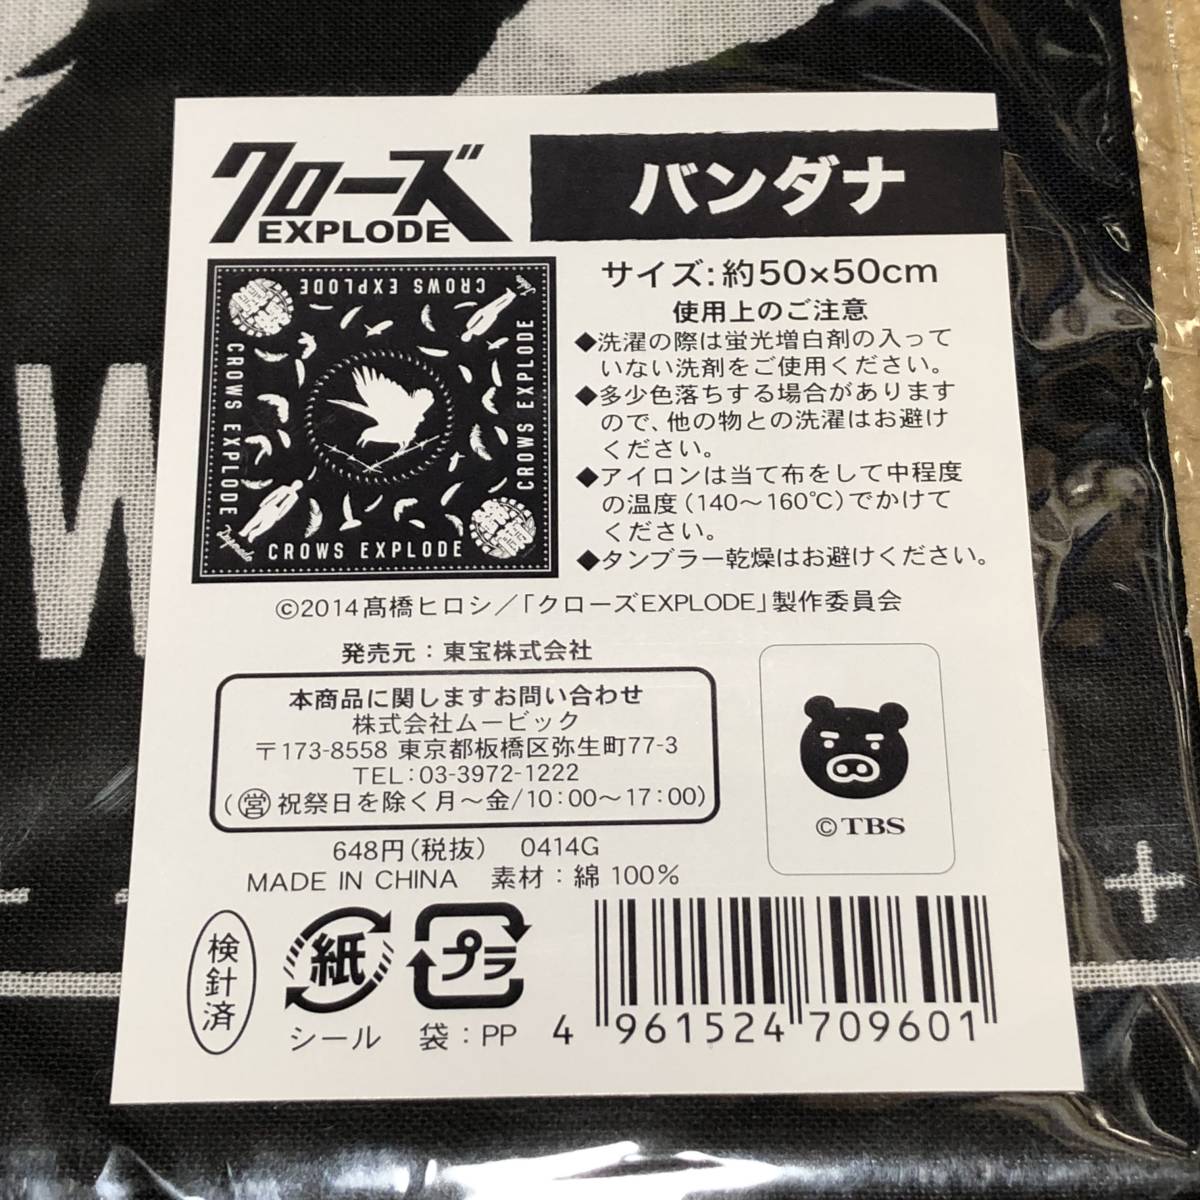 クローズ
EXPLODE
バンダナ
CROWS EXPLODE
CROWS EXPLODE
CROWS EXPLODE
CROWS EXPLODE
サイズ:約50×50cm
使用上のご注意
◆洗濯の際は蛍光増白剤の入って
いない洗剤をご使用ください。
◆多少色落ちする場合があります
ので、他の物との洗濯はお避け
ください。
◆アイロンは当て布をして中程度
の温度(140～160℃)でかけて
ください。
◆タンブラー乾燥はお避けください。
©2014髙橋ヒロシ/「クローズEXPLODE」製作委員会
発売元:東宝株式会社
本商品に関しますお問い合わせ
株式会社ムービック
〒173-8558 東京都板橋区弥生町77-3
TEL:03-3972-1222
(営祝祭日を除く月～金/10:00～17:00)
©TBS
648円(税抜) 0414G
MADE IN CHINA 素材:綿 100%
検針済
紙
シール
プラ
袋:PP
4 961524 709601
W